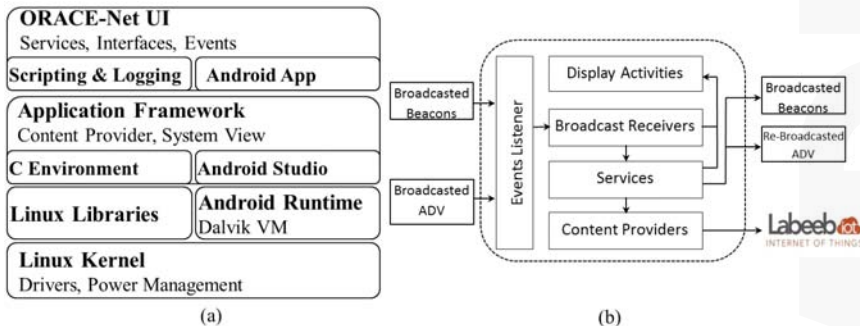 ORACE-Net UI
Services, Interfaces, Events
Scripting & Logging
Android App
Application Framework
Content Provider, System View
C Environment
Android Studio
Linux Libraries
Android Runtime
Dalvik VM
Linux Kernel
Drivers, Power Management
(a)
Broadcasted
Beacons
Broadcasted
ADV
Events Listener
Display Activities
Broadcast Receivers
Services
Content Providers
Broadcasted
Beacons
Re-Broadcasted
ADV
Labeeb iot
INTERNET OF THINGS
(b)